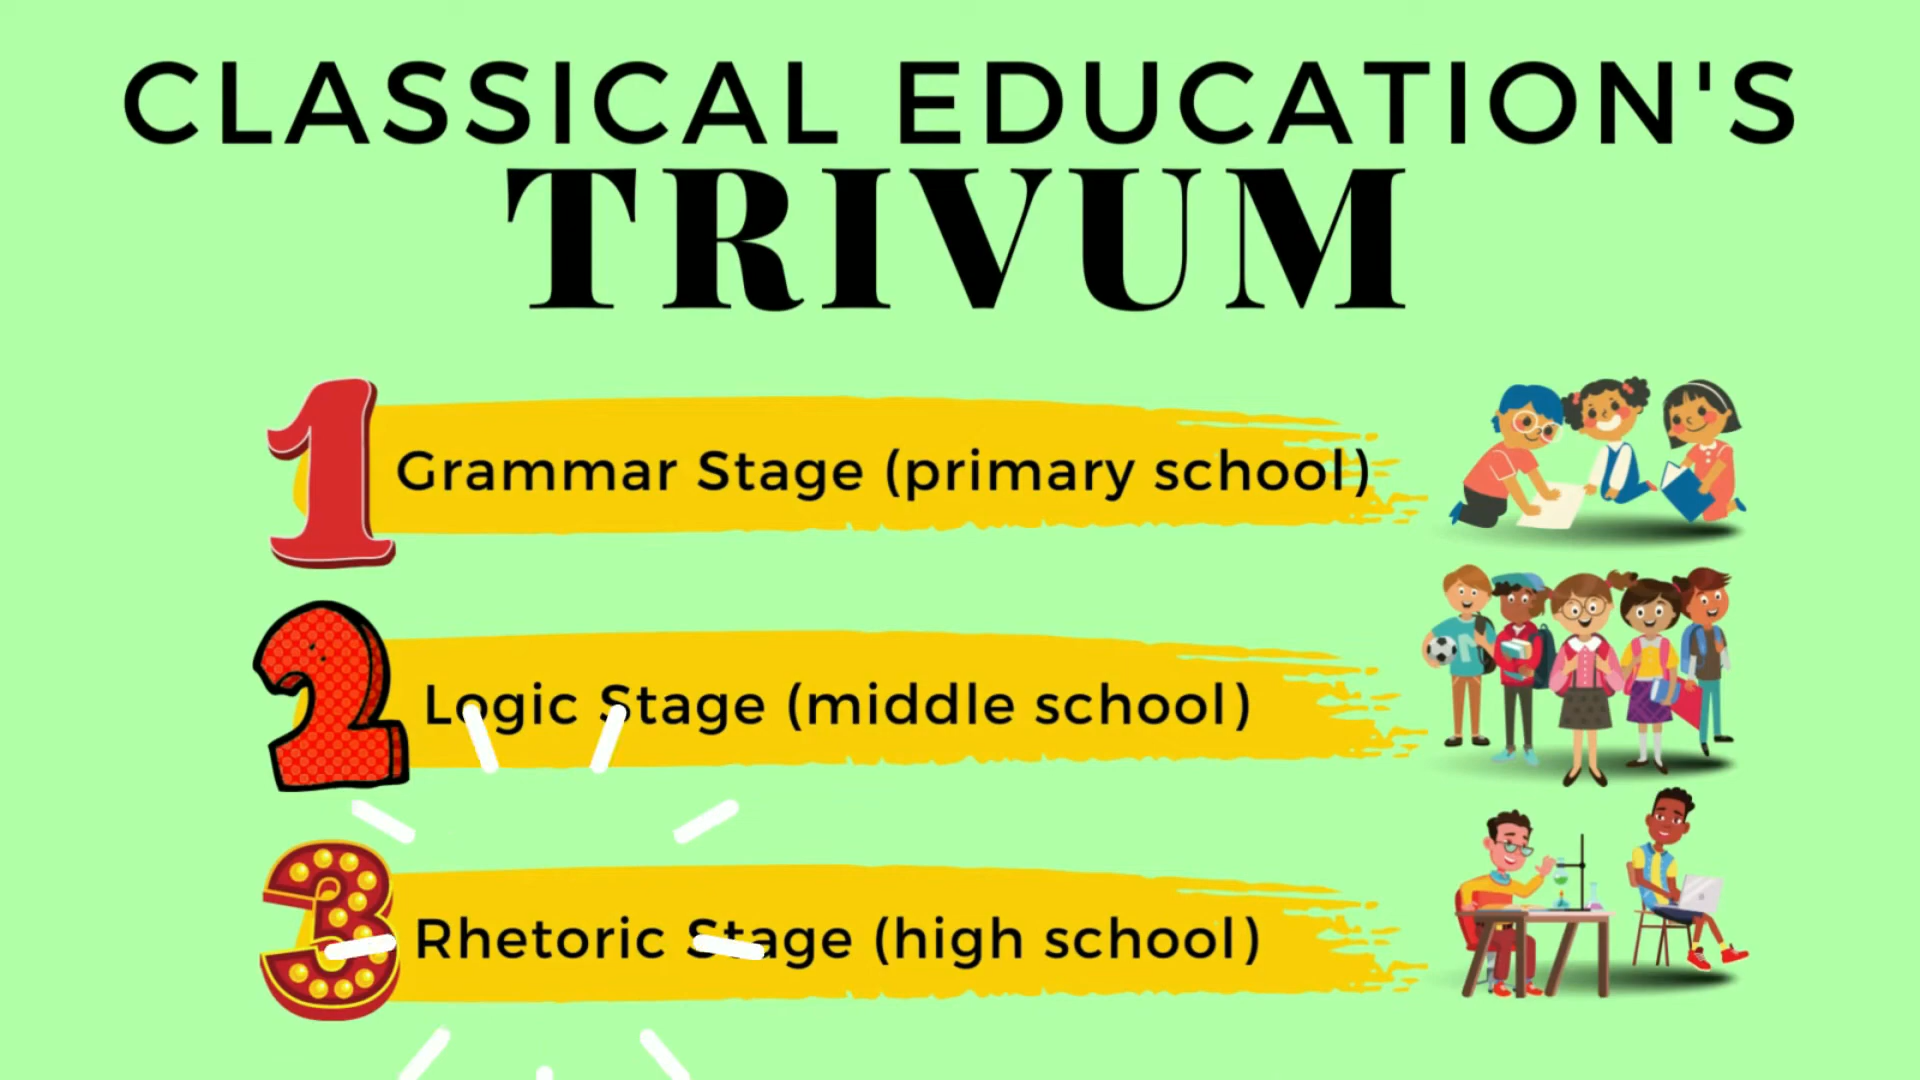 CLASSICAL EDUCATION'S
TRIVUM
1 Grammar Stage (primary school)
2 Logic Stage (middle school)
3 Rhetoric Stage (high school)